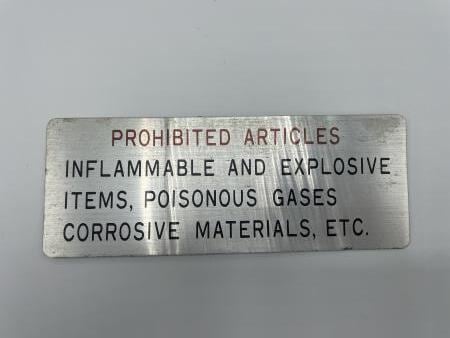 PROHIBITED ARTICLES
INFLAMMABLE AND EXPLOSIVE
ITEMS, POISONOUS GASES
CORROSIVE MATERIALS, ETC.